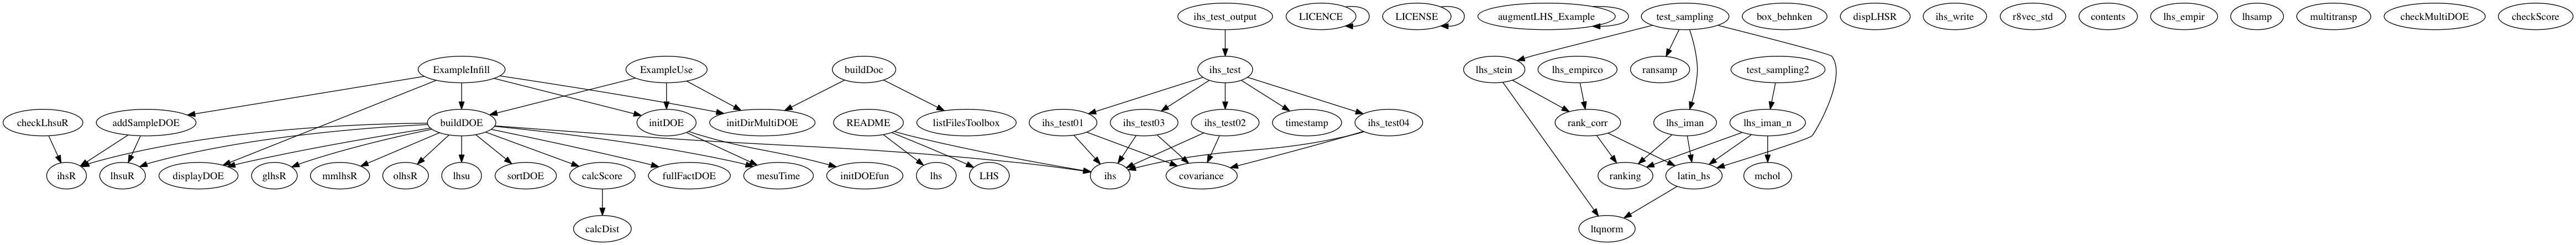 ihs_test_output
LICENCE
LICENSE
augmentLHS_Example
test_sampling
box_behnken
dispLHSR
ihs_write
r8vec_std
contents
lhs_empir
lhsamp
multitransp
checkMultiDOE
checkScore
ExampleInfill
ExampleUse
buildDoc
ihs_test
lhs_stein
lhs_empirco
ransamp
test_sampling2
checkLhsuR
addSampleDOE
buildDOE
initDOE
initDirMultiDOE
README
listFilesToolbox
ihs_test01
ihs_test03
ihs_test02
timestamp
ihs_test04
rank_corr
lhs_iman
lhs_iman_n
ihsR
lhsuR
displayDOE
glhsR
mmlhsR
olhsR
lhsu
sortDOE
calcScore
fullFactDOE
mesuTime
initDOEfun
lhs
LHS
ihs
covariance
ranking
latin_hs
mchol
calcDist
ltqnorm